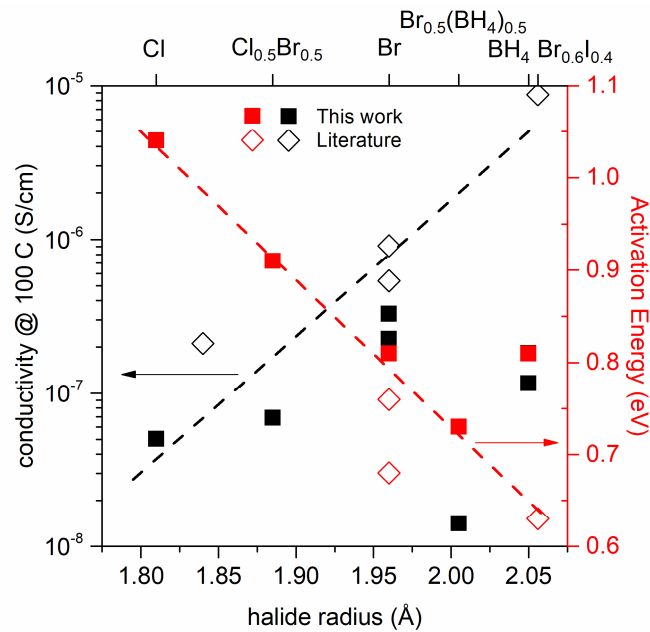 Br0.5(BH4)0.5
Cl Cl0.5Br0.5 Br BH4 Br0.6I0.4
10-5 1.1
This work
Literature
1.0
10-6
0.9
conductivity @ 100 C (S/cm)
Activation Energy (eV)
0.8
10-7
0.7
10-8 0.6
1.80 1.85 1.90 1.95 2.00 2.05
halide radius (Å)